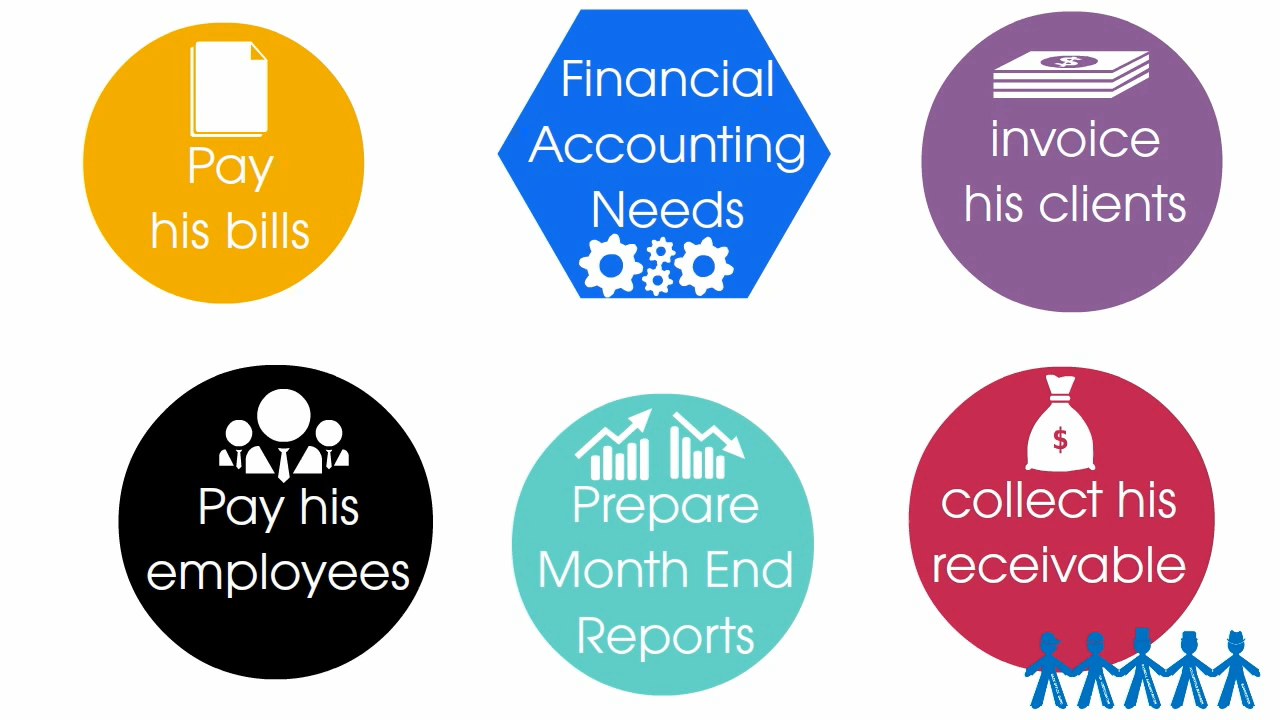 Pay
his bills
Financial
Accounting
Needs
$
invoice
his clients
Pay his
employees
Prepare
Month End
Reports
$
collect his
receivable